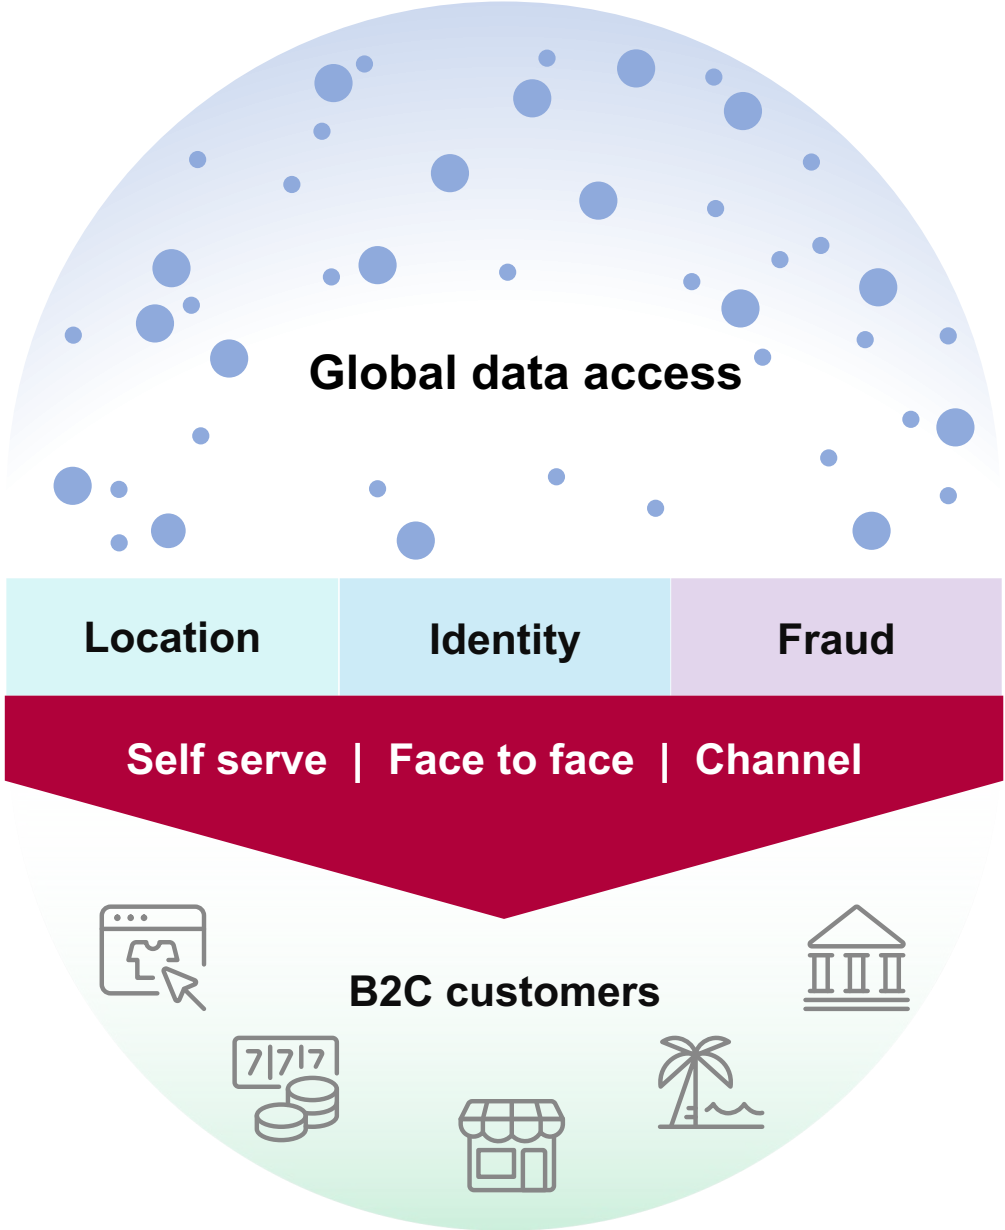 Global data access
Location
Identity
Fraud
Self serve | Face to face | Channel
B2C customers
7|7|7